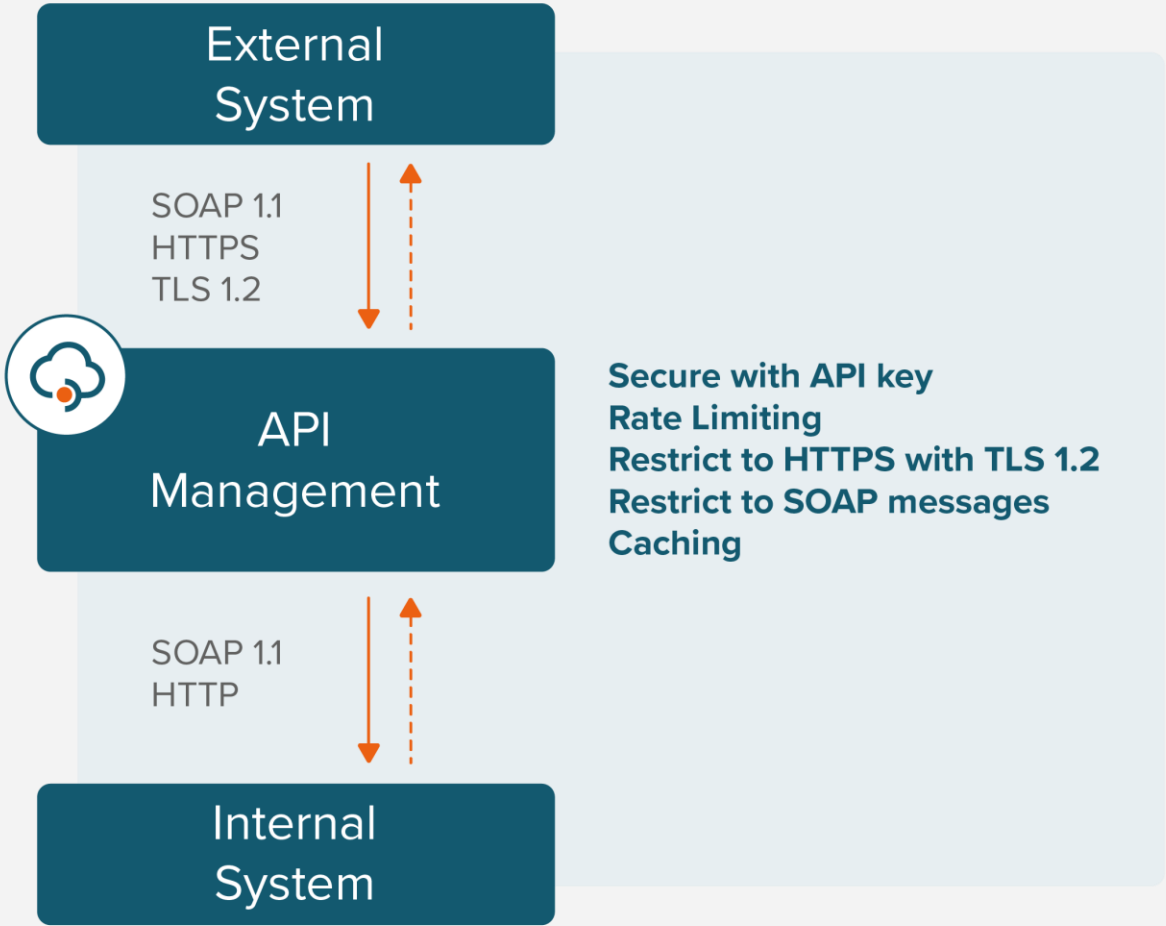 External
System
SOAP 1.1
HTTPS
TLS 1.2
API
Management
Secure with API key
Rate Limiting
Restrict to HTTPS with TLS 1.2
Restrict to SOAP messages
Caching
SOAP 1.1
HTTP
Internal
System